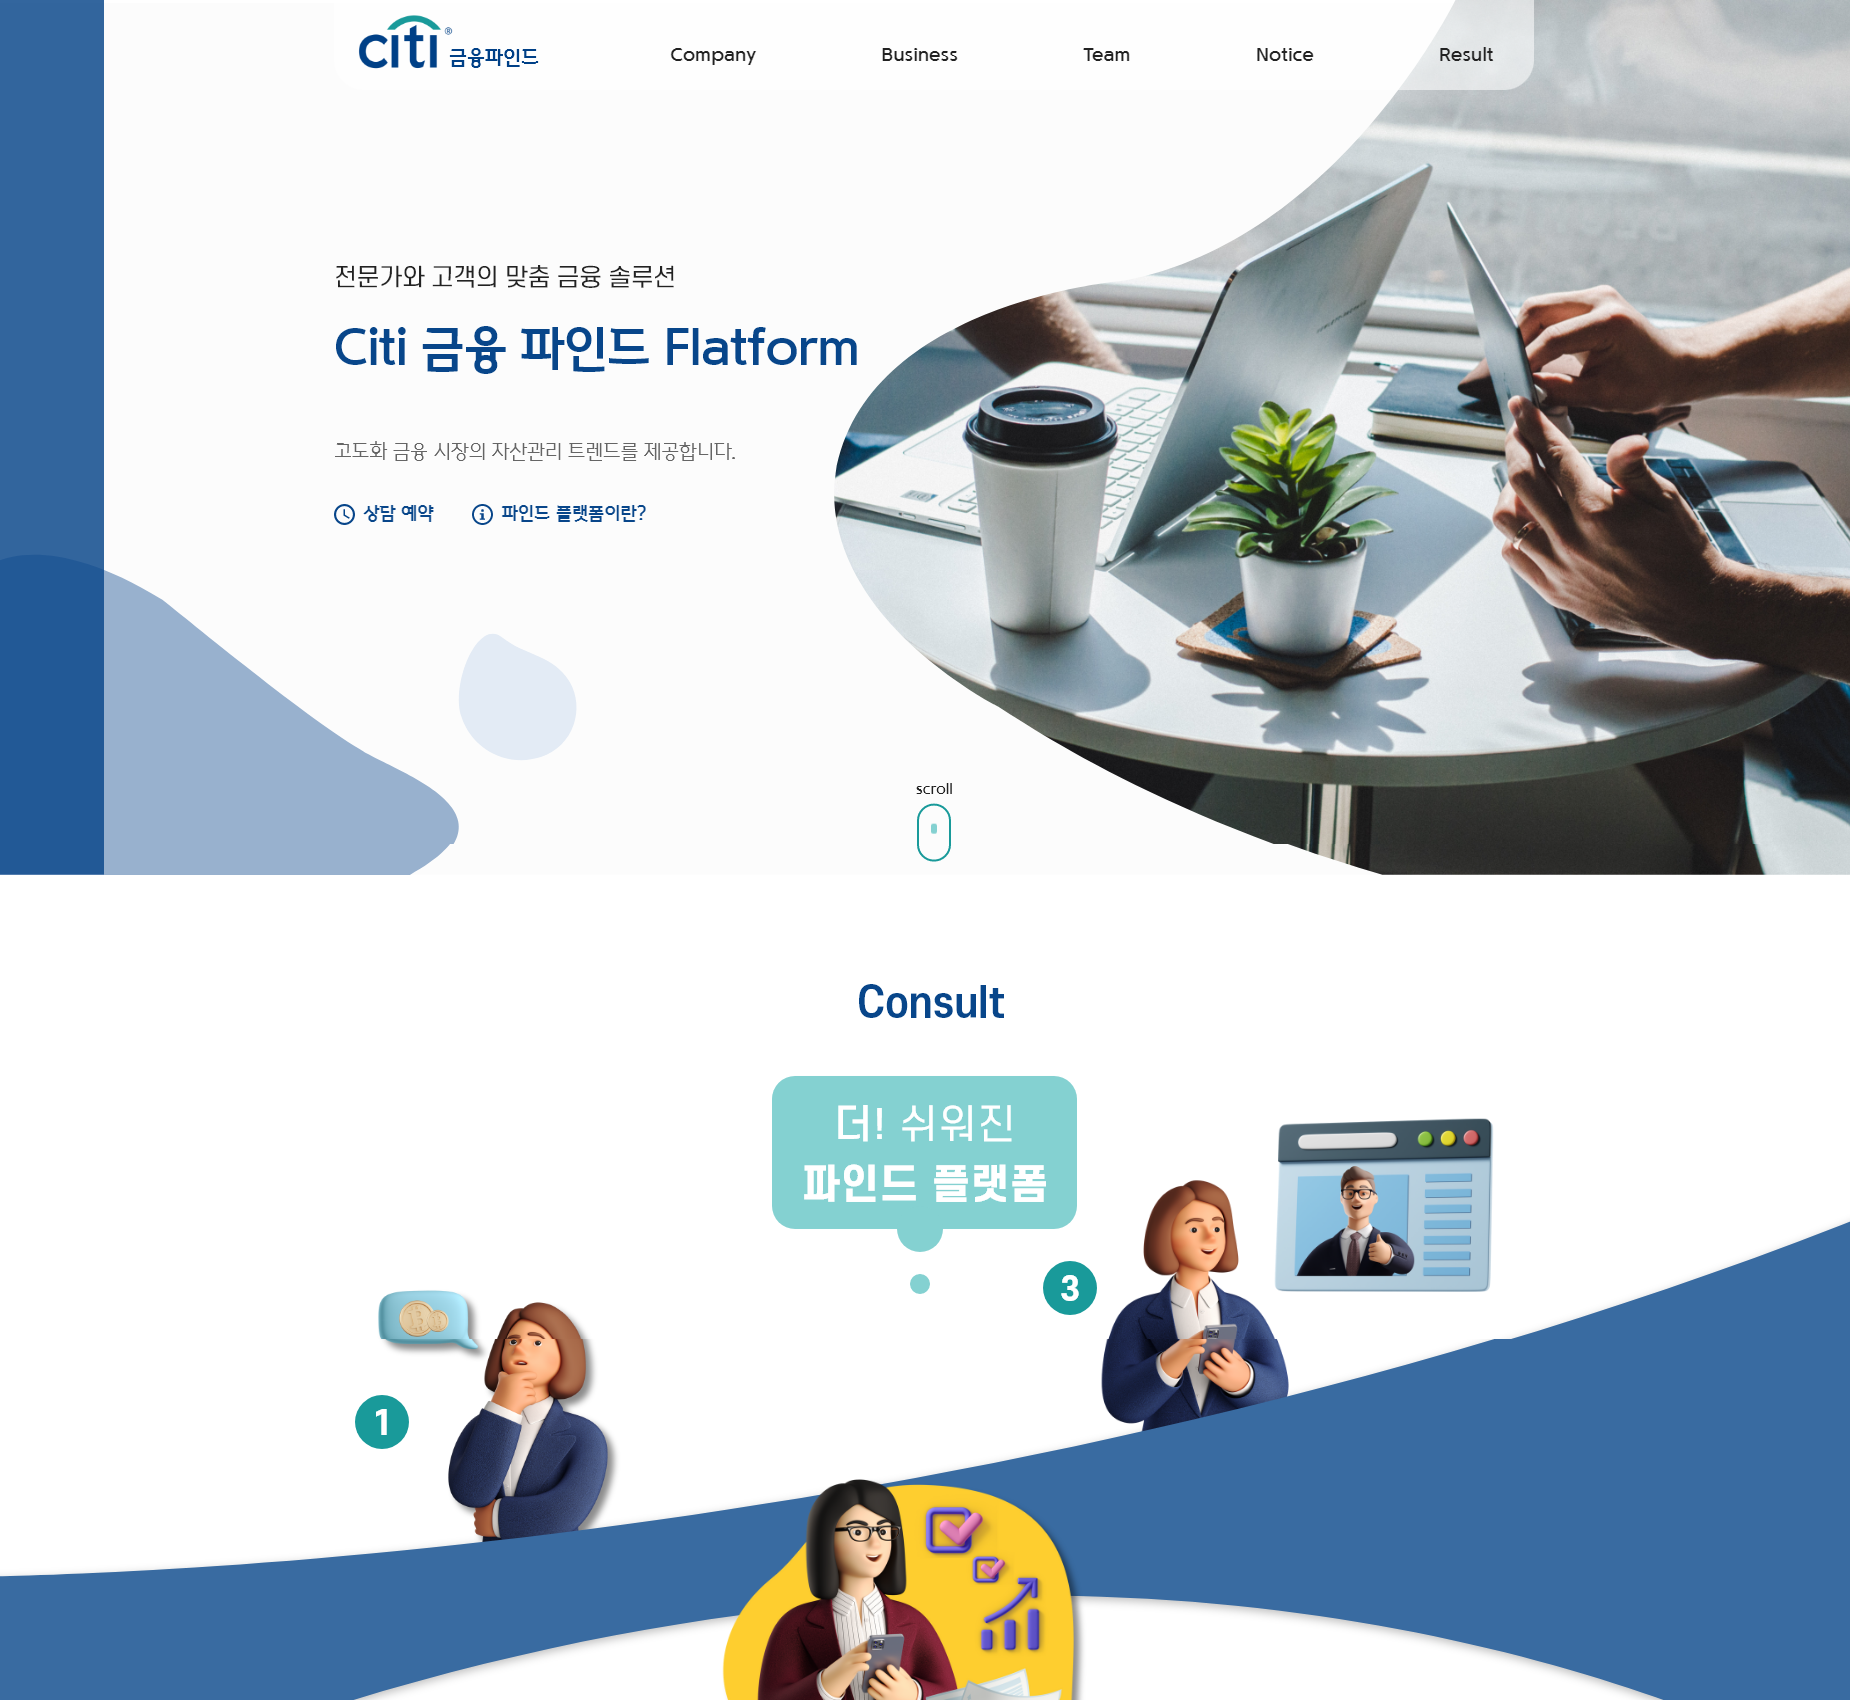 citi® 금융파인드
Company
Business
Team
Notice
Result
전문가와 고객의 맞춤 금융 솔루션
Citi 금융 파인드 Flatform
고도화 금융 시장의 자산관리 트렌드를 제공합니다.
상담 예약
파인드 플랫폼이란?
scroll
Consult
더! 쉬워진
파인드 플랫폼
3
1